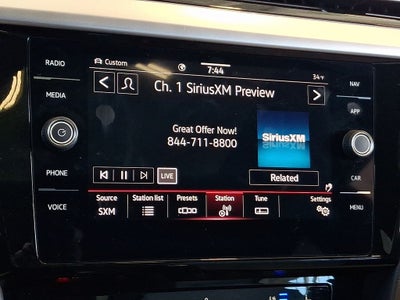 RADIO
MEDIA
PHONE
VOICE
Custom
7:44
34°F
Ch. 1 SiriusXM Preview
Great Offer Now!
844-711-8800
SiriusXM
LIVE
Related
Source
SXM
Station list
Presets
Station
Tune
Settings
NAV
APP
CAR
MENU